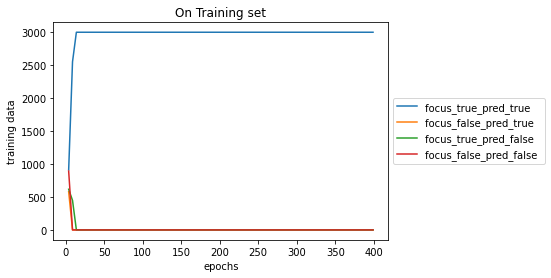 On Training set
3000
2500
2000
1500
1000
500
0
training data
0 50 100 150 200 250 300 350 400
epochs
focus_true_pred_true
focus_false_pred_true
focus_true_pred_false
focus_false_pred_false